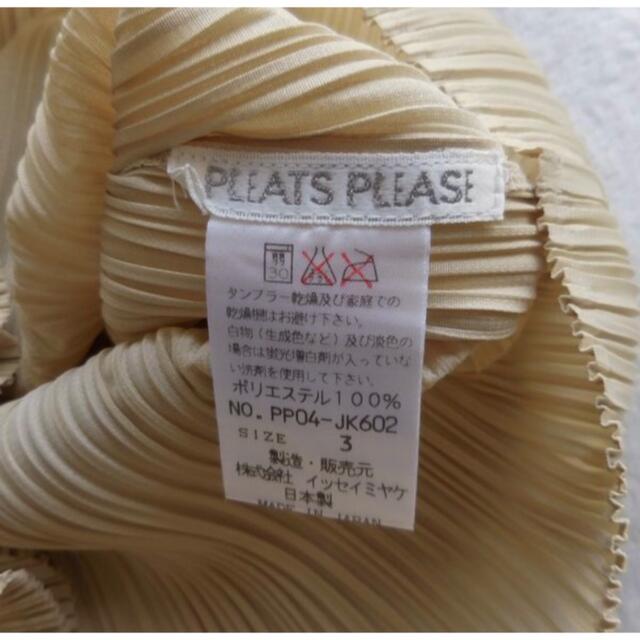 PLEATS PLEASE
30
タンブラー乾燥及び家庭での
乾燥機はお避け下さい。
白物(生成色など)及び淡色の
場合は蛍光増白剤が入っていな
い洗剤を使用して下さい。
ポリエステル100%
NO. PP04-JK602
SIZE 3
製造・販売元
株式会社 イッセイミヤケ
日本製
MADE IN JAPAN